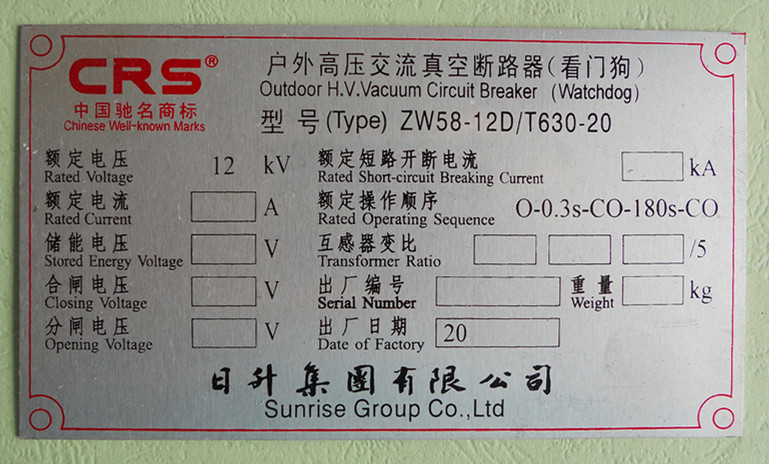 CRS®
中国驰名商标
Chinese Well-known Marks
户外高压交流真空断路器(看门狗)
Outdoor H.V.Vacuum Circuit Breaker (Watchdog)
型号(Type) ZW58-12D/T630-20
额定电压 12 kV
Rated Voltage
额定短路开断电流 kA
Rated Short-circuit Breaking Current
额定电流 A
Rated Current
额定操作顺序 O-0.3s-CO-180s-CO
Rated Operating Sequence
储能电压 V
Stored Energy Voltage
互感器变比 /5
Transformer Ratio
合闸电压 V
Closing Voltage
出厂编号
Serial Number
重量 kg
Weight
分闸电压 V
Opening Voltage
出厂日期 20
Date of Factory
日升集團有限公司
Sunrise Group Co.,Ltd